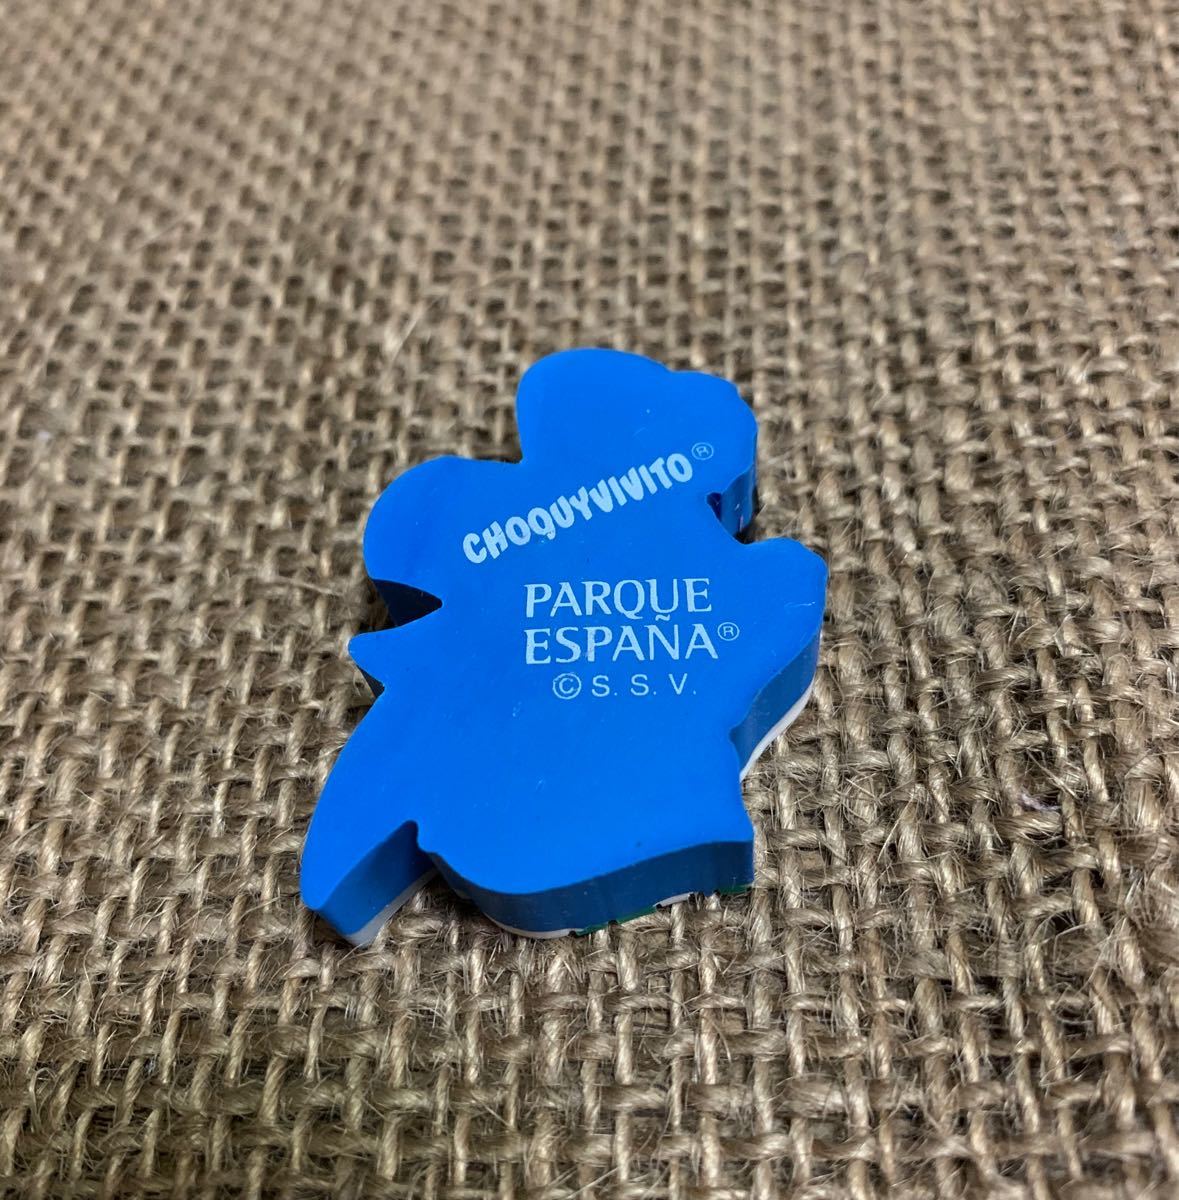 CHOQUYVIVITO®
PARQUE
ESPAÑA®
© S. S. V.